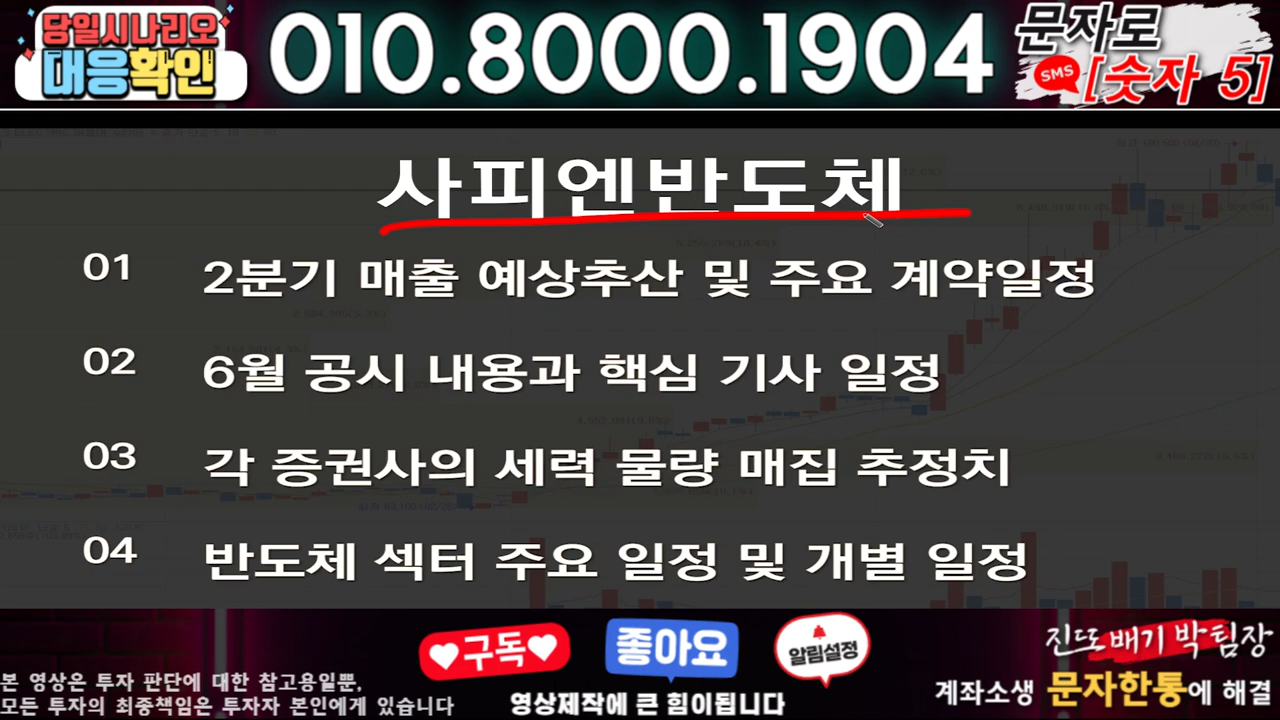 당일시나리오
대응확인
010.8000.1904
문자로
SMS [숫자 5]
사피엔반도체
01 2분기 매출 예상추산 및 주요 계약일정
02 6월 공시 내용과 핵심 기사 일정
03 각 증권사의 세력 물량 매집 추정치
04 반도체 섹터 주요 일정 및 개별 일정
구독
좋아요
알림설정
영상제작에 큰 힘이됩니다
본 영상은 투자 판단에 대한 참고용일뿐,
모든 투자의 최종책임은 투자자 본인에게 있습니다
진또배기 박팀장
계좌소생 문자한통에 해결